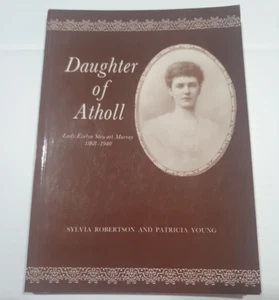 Daughter
of
Atholl
Lady Evelyn Stewart Murray
1868–1940
SYLVIA ROBERTSON AND PATRICIA YOUNG